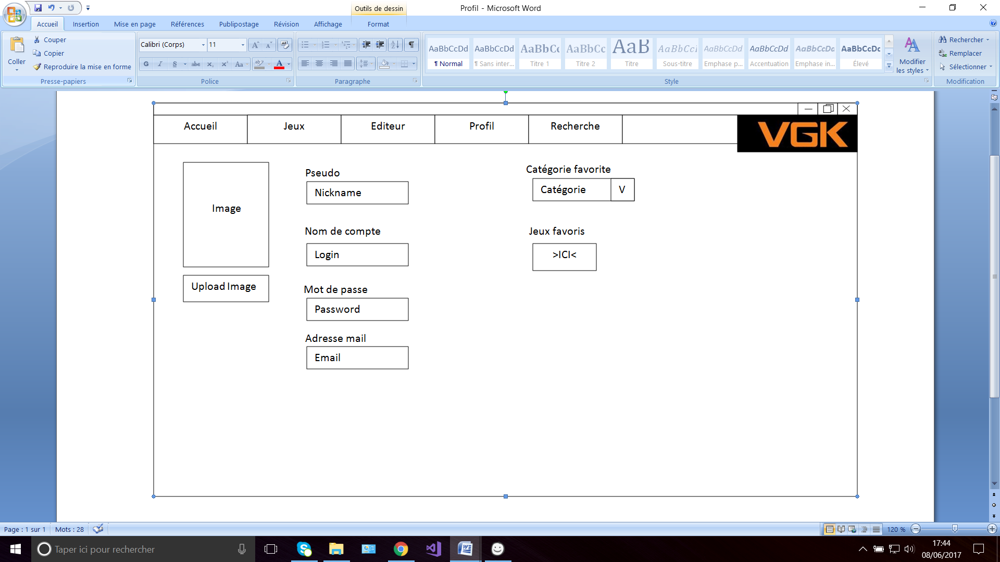 Outils de dessin
Profil - Microsoft Word
Accueil
Insertion
Mise en page
Références
Publipostage
Révision
Affichage
Format
Coller
Couper
Copier
Reproduire la mise en forme
Presse-papiers
Calibri (Corps)
11
G I S abc x₂ x² Aa
Police
Paragraphe
AaBbCcDd AaBbCcDd AaBbCc AaBbCc AaB AaBbCcI AaBbCcDd AaBbCcDd AaBbCcDd AaBbCcDc
¶ Normal
¶ Sans inter...
Titre 1
Titre 2
Titre
Sous-titre
Emphase p...
Accentuation
Emphase in...
Élevé
Style
Modifier
les styles
Rechercher
Remplacer
Sélectionner
Modification
Accueil
Jeux
Editeur
Profil
Recherche
VGK
Image
Upload Image
Pseudo
Nickname
Nom de compte
Login
Mot de passe
Password
Adresse mail
Email
Catégorie favorite
Catégorie
V
Jeux favoris
>ICI<
Page : 1 sur 1
Mots : 28
120 %
Taper ici pour rechercher
17:44
08/06/2017